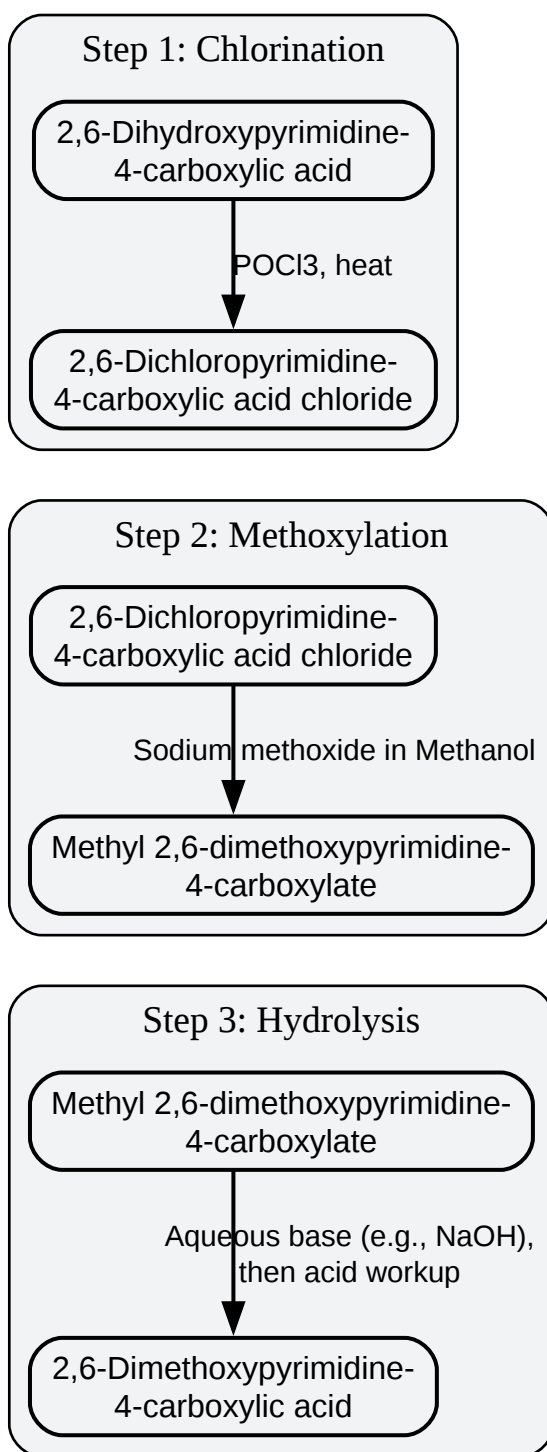 Step 1: Chlorination
2,6-Dihydroxypyrimidine-
4-carboxylic acid
POCl3, heat
2,6-Dichloropyrimidine-
4-carboxylic acid chloride
Step 2: Methoxylation
2,6-Dichloropyrimidine-
4-carboxylic acid chloride
Sodium methoxide in Methanol
Methyl 2,6-dimethoxypyrimidine-
4-carboxylate
Step 3: Hydrolysis
Methyl 2,6-dimethoxypyrimidine-
4-carboxylate
Aqueous base (e.g., NaOH),
then acid workup
2,6-Dimethoxypyrimidine-
4-carboxylic acid